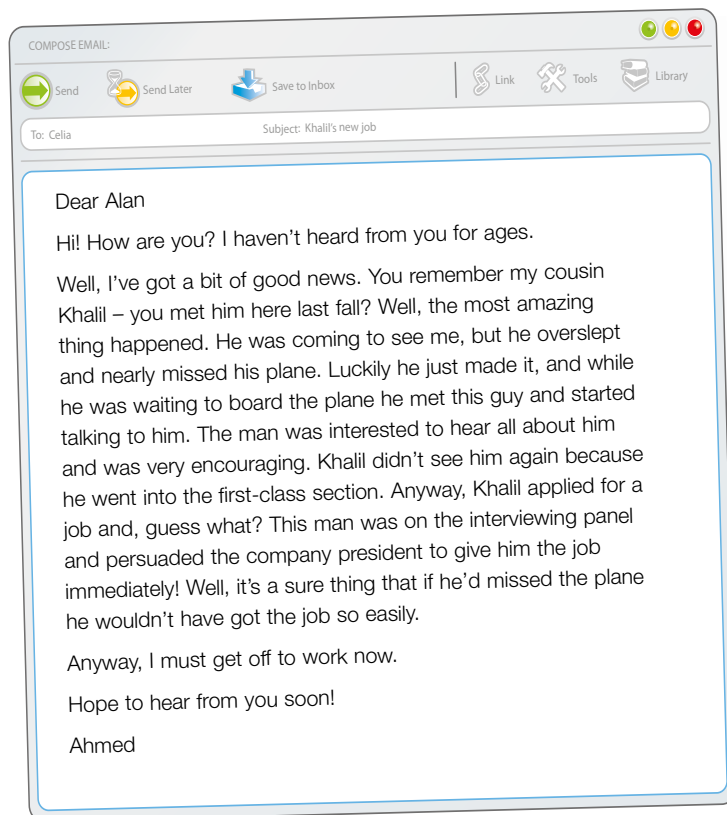 COMPOSE EMAIL:
Send Send Later Save to Inbox Link Tools Library
To: Celia Subject: Khalil's new job
Dear Alan
Hi! How are you? I haven't heard from you for ages.
Well, I've got a bit of good news. You remember my cousin
Khalil – you met him here last fall? Well, the most amazing
thing happened. He was coming to see me, but he overslept
and nearly missed his plane. Luckily he just made it, and while
he was waiting to board the plane he met this guy and started
talking to him. The man was interested to hear all about him
and was very encouraging. Khalil didn't see him again because
he went into the first-class section. Anyway, Khalil applied for a
job and, guess what? This man was on the interviewing panel
and persuaded the company president to give him the job
immediately! Well, it's a sure thing that if he'd missed the plane
he wouldn't have got the job so easily.
Anyway, I must get off to work now.
Hope to hear from you soon!
Ahmed